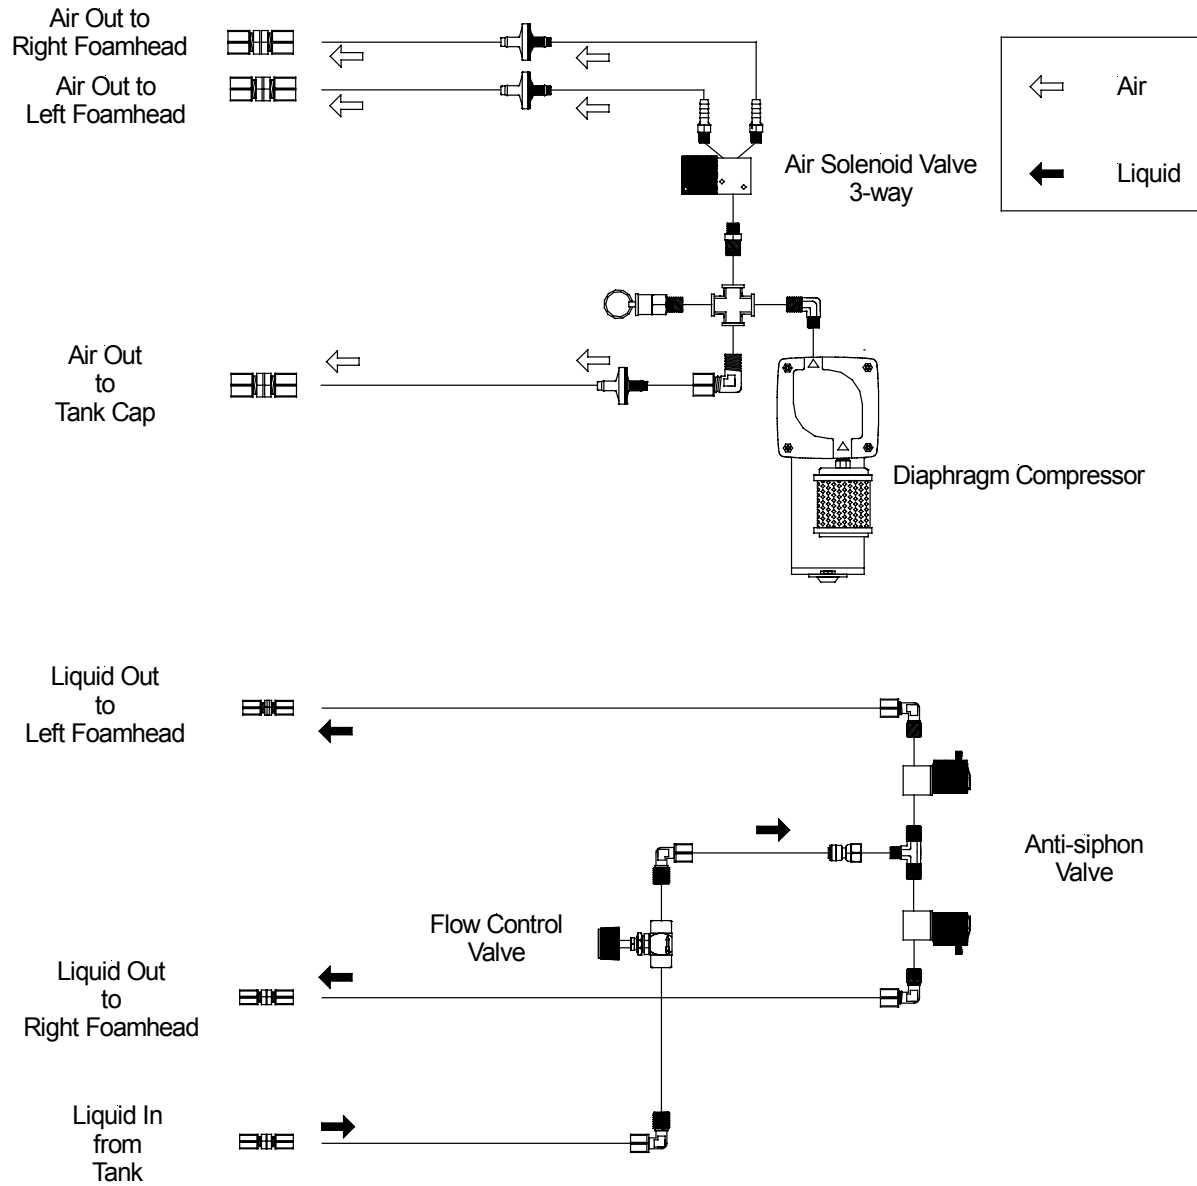 Air Out to
Right Foamhead
Air Out to
Left Foamhead
Air
Air Solenoid Valve
3-way
Liquid
Air Out
to
Tank Cap
Diaphragm Compressor
Liquid Out
to
Left Foamhead
Anti-siphon
Valve
Flow Control
Valve
Liquid Out
to
Right Foamhead
Liquid In
from
Tank